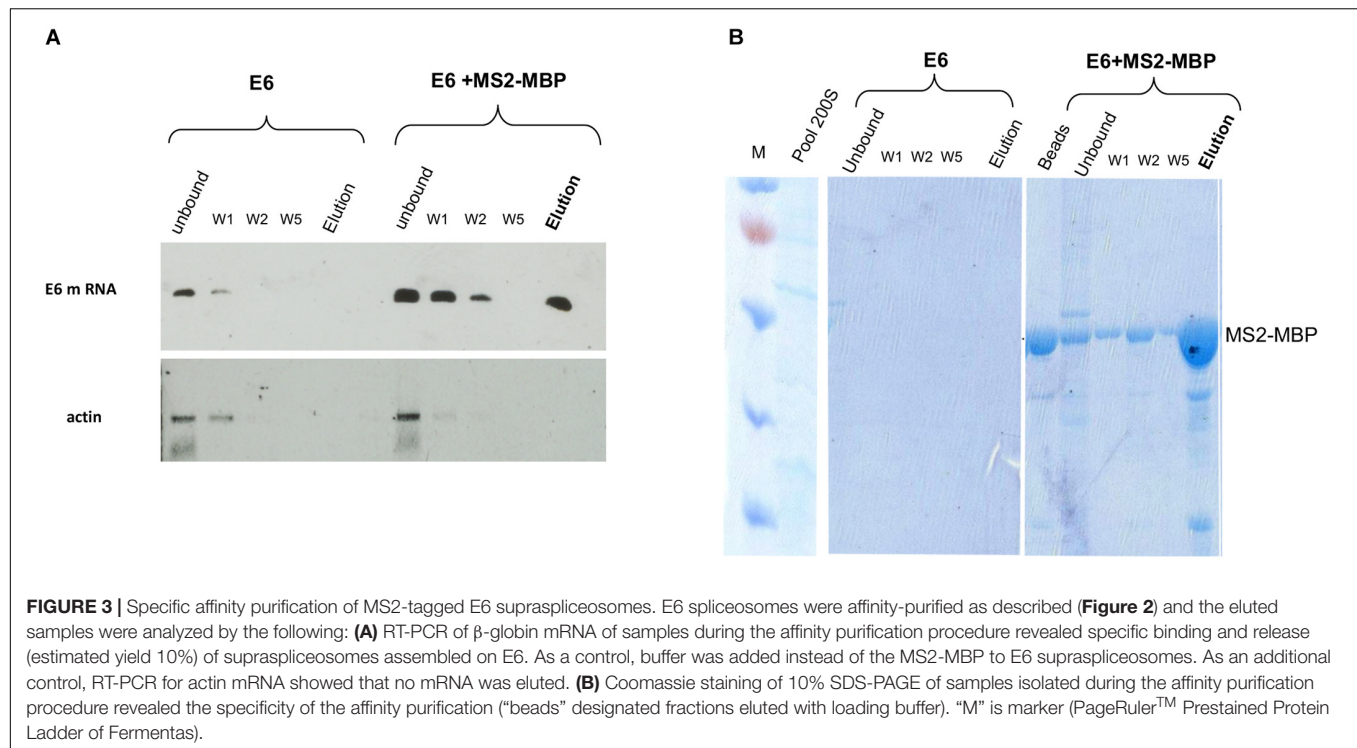 A
E6
E6 +MS2-MBP
unbound
W1
W2
W5
Elution
unbound
W1
W2
W5
Elution
E6 m RNA
actin
B
E6
E6+MS2-MBP
M
Pool 200S
Unbound
W1
W2
W5
Elution
Beads
Unbound
W1
W2
W5
Elution
MS2-MBP
FIGURE 3 | Specific affinity purification of MS2-tagged E6 supraspliceosomes. E6 spliceosomes were affinity-purified as described (Figure 2) and the eluted
samples were analyzed by the following: (A) RT-PCR of β-globin mRNA of samples during the affinity purification procedure revealed specific binding and release
(estimated yield 10%) of supraspliceosomes assembled on E6. As a control, buffer was added instead of the MS2-MBP to E6 supraspliceosomes. As an additional
control, RT-PCR for actin mRNA showed that no mRNA was eluted. (B) Coomassie staining of 10% SDS-PAGE of samples isolated during the affinity purification
procedure revealed the specificity of the affinity purification (“beads” designated fractions eluted with loading buffer). “M” is marker (PageRuler™ Prestained Protein
Ladder of Fermentas).